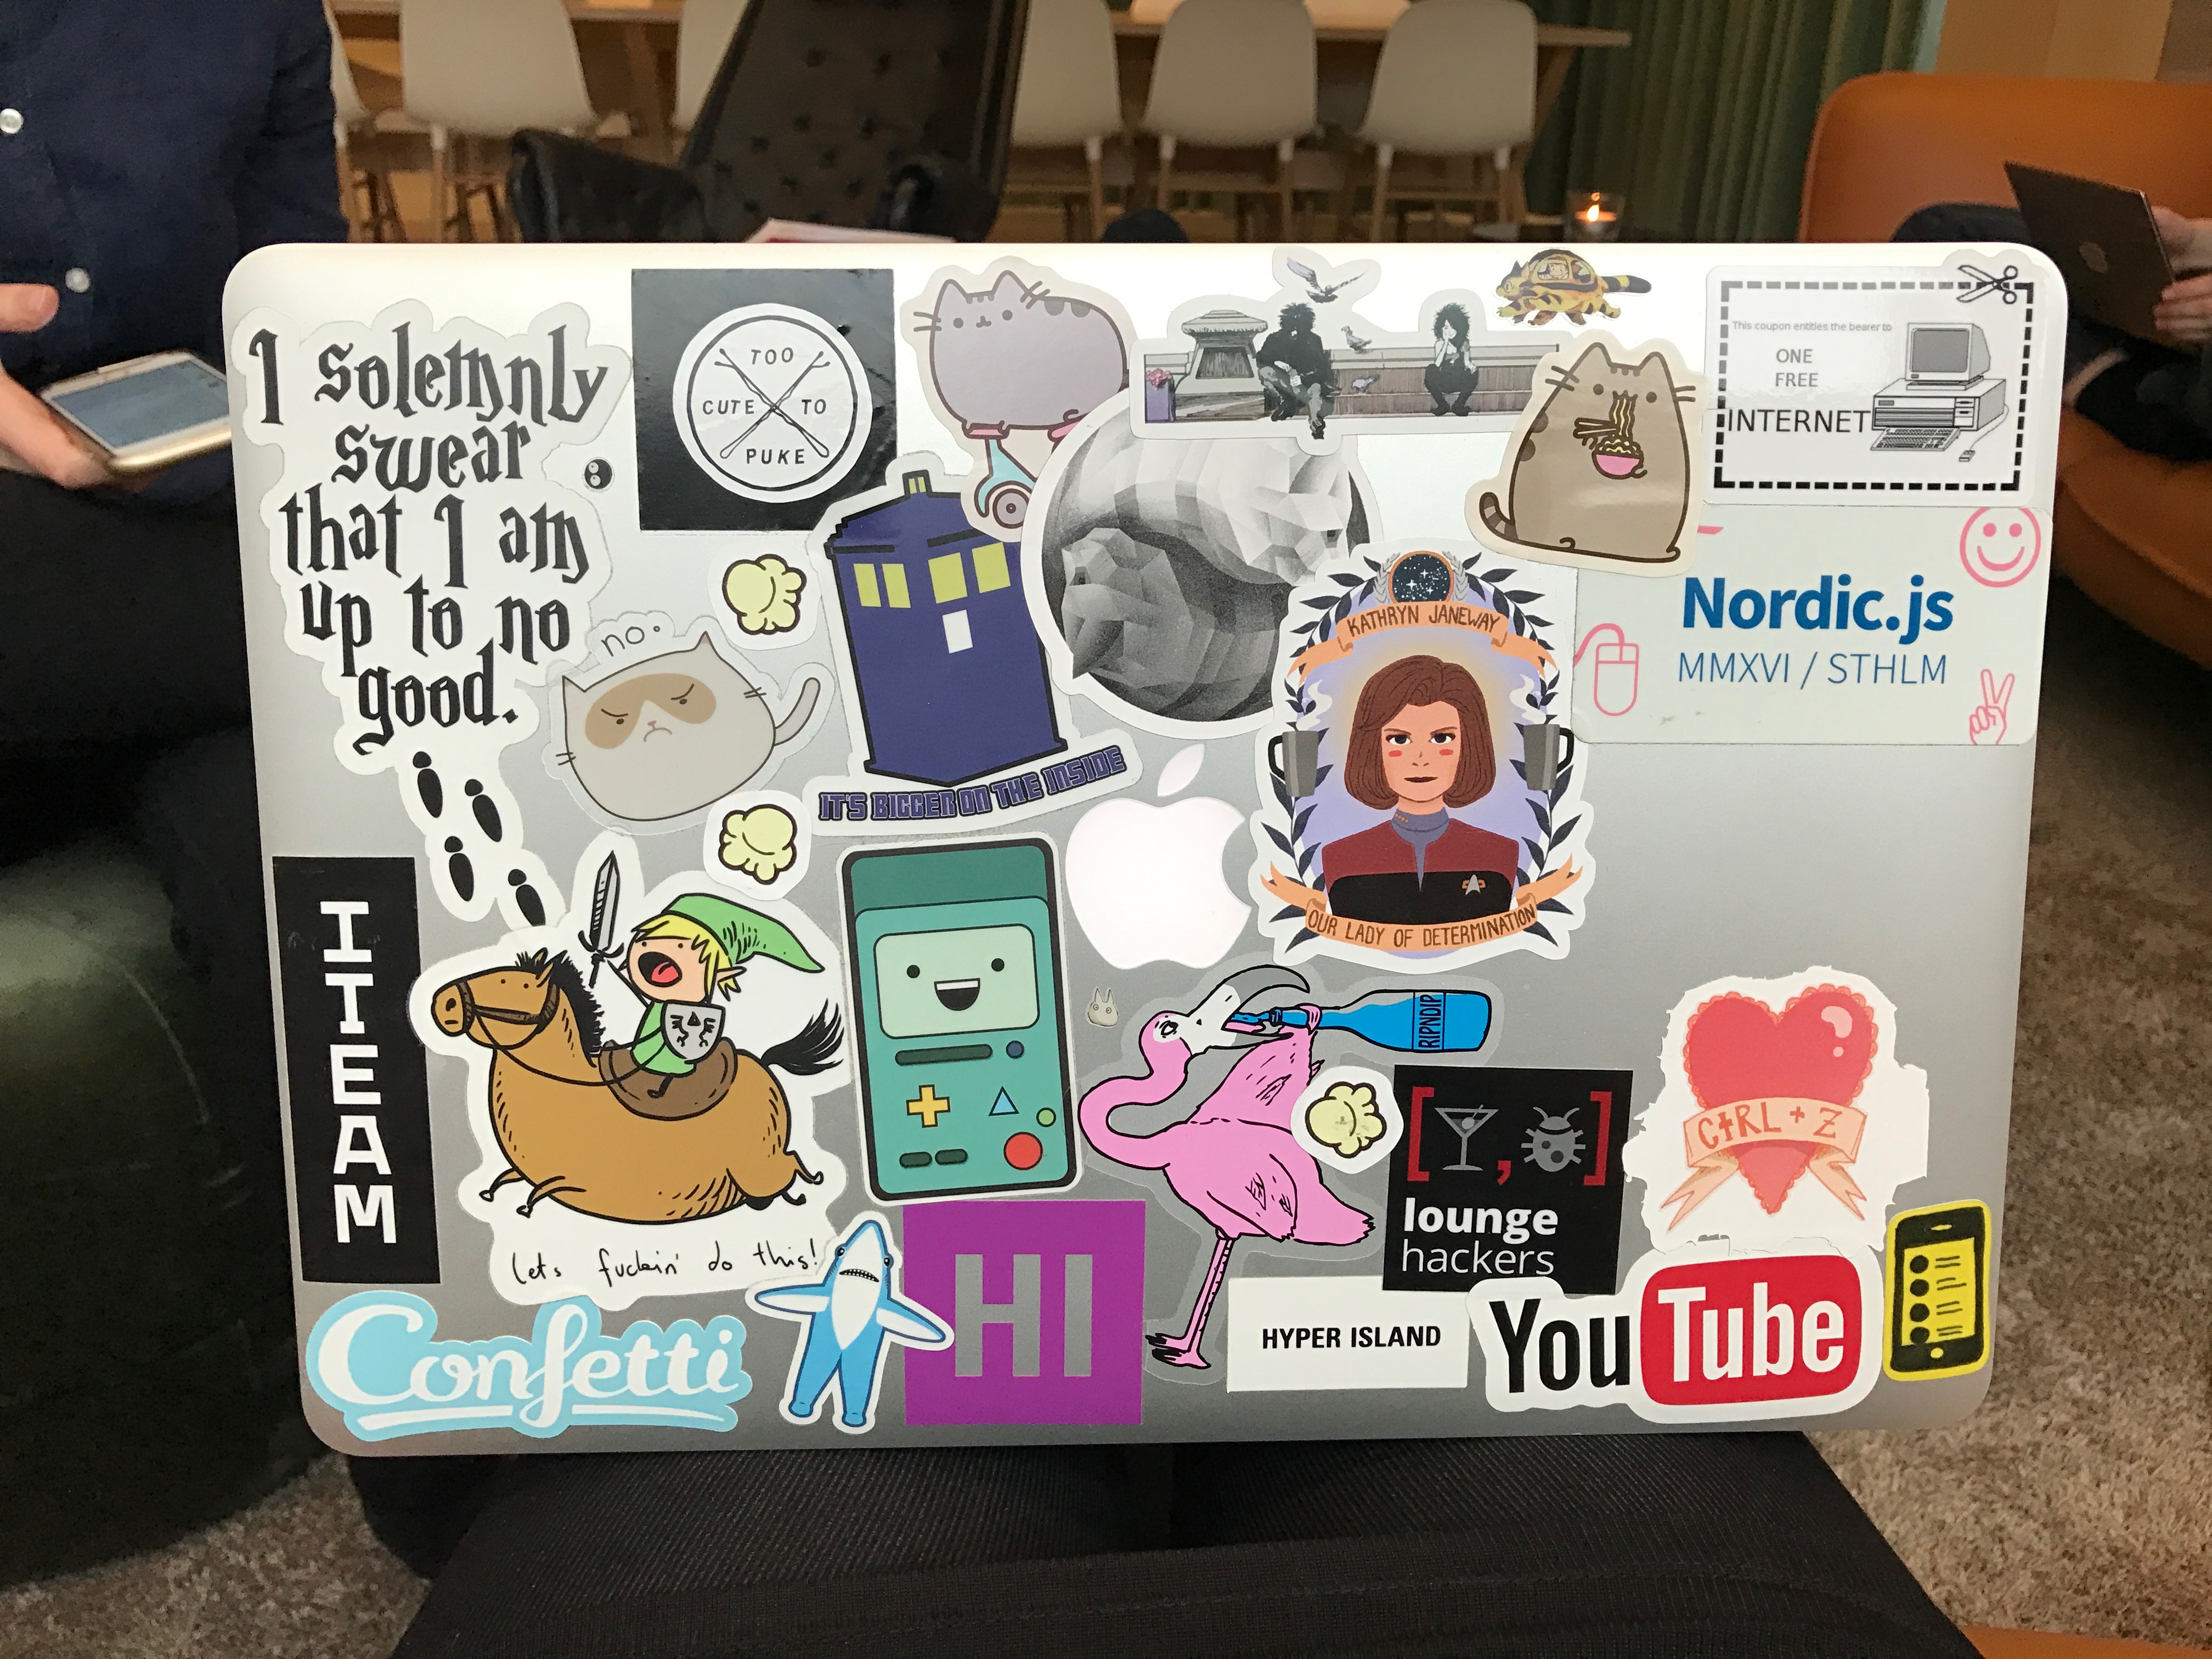 I solemnly
swear
that I am
up to no
good.
TOO
CUTE TO
PUKE
no.
IT'S BIGGER ON THE INSIDE
This coupon entitles the bearer to
ONE
FREE
INTERNET
Nordic.js
MMXVI / STHLM
KATHRYN JANEWAY
OUR LADY OF DETERMINATION
ITEAM
let's fuckin' do this!
RIPNDIP
[ , ]
lounge
hackers
CTRL + Z
Confetti
HI
HYPER ISLAND
YouTube